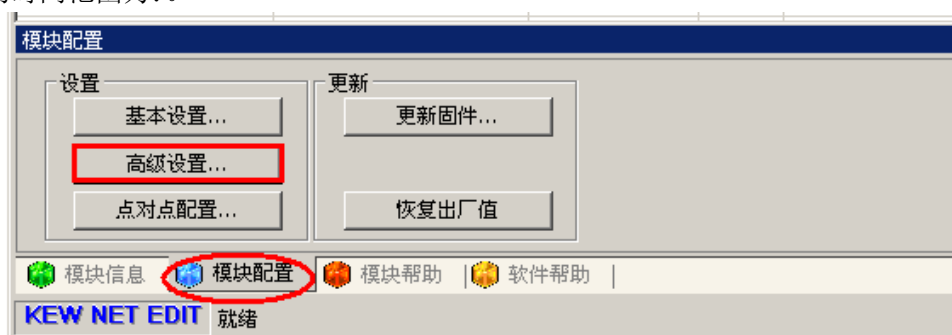 模块配置
设置
更新
基本设置...
更新固件...
高级设置...
点对点配置...
恢复出厂值
模块信息 模块配置 模块帮助 | 软件帮助 |
KEW NET EDIT 就绪